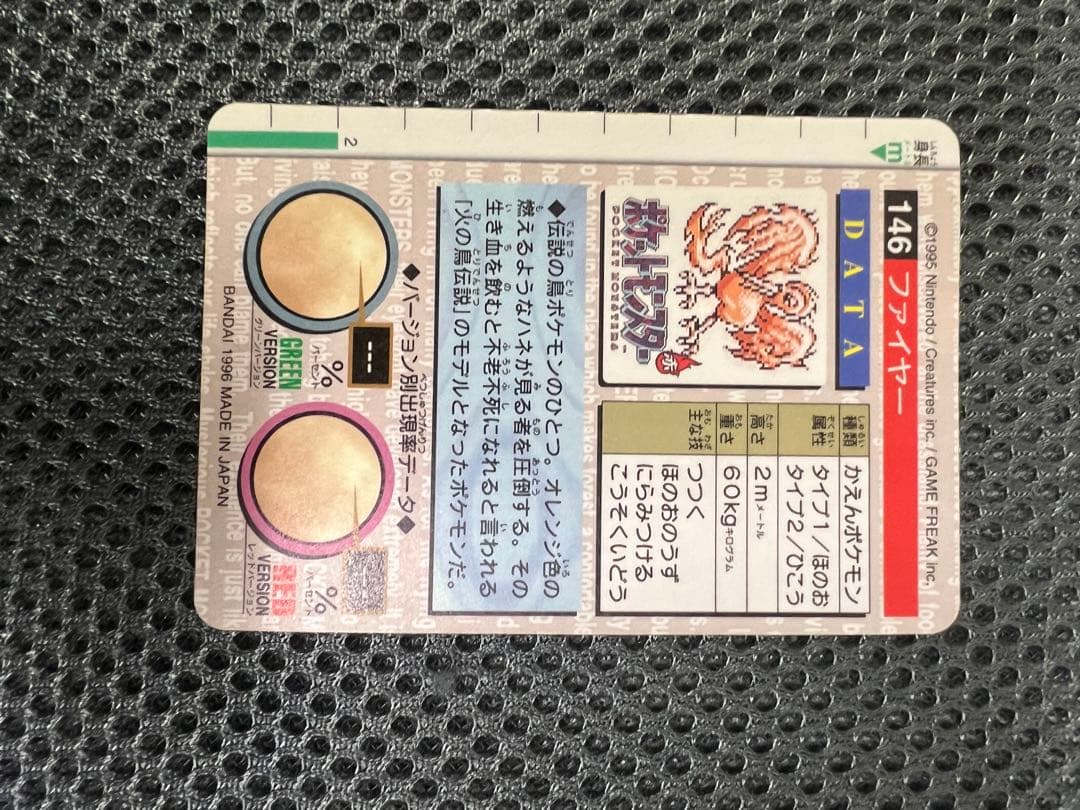 ©1995 Nintendo / Creatures inc. / GAME FREAK inc.
146 ファイヤー
身長
m
2
DATA
ポケットモンスター
POCKET MONSTERS
赤
種類 かえんポケモン
属性 タイプ1/ほのお
タイプ2/ひこう
高さ 2mメートル
重さ 60kgキログラム
主な技 つつく
ほのおのうず
にらみつける
こうそくいどう
◆伝説の鳥ポケモンのひとつ。オレンジ色の
燃えるようなハネが見る者を圧倒する。その
生き血を飲むと不老不死になれると言われる
「火の鳥伝説」のモデルとなったポケモンだ。
◆バージョン別出現率データ◆
---
%
パーセント
GREEN
VERSION
グリーンバージョン
%
パーセント
RED
VERSION
レッドバージョン
BANDAI 1996 MADE IN JAPAN